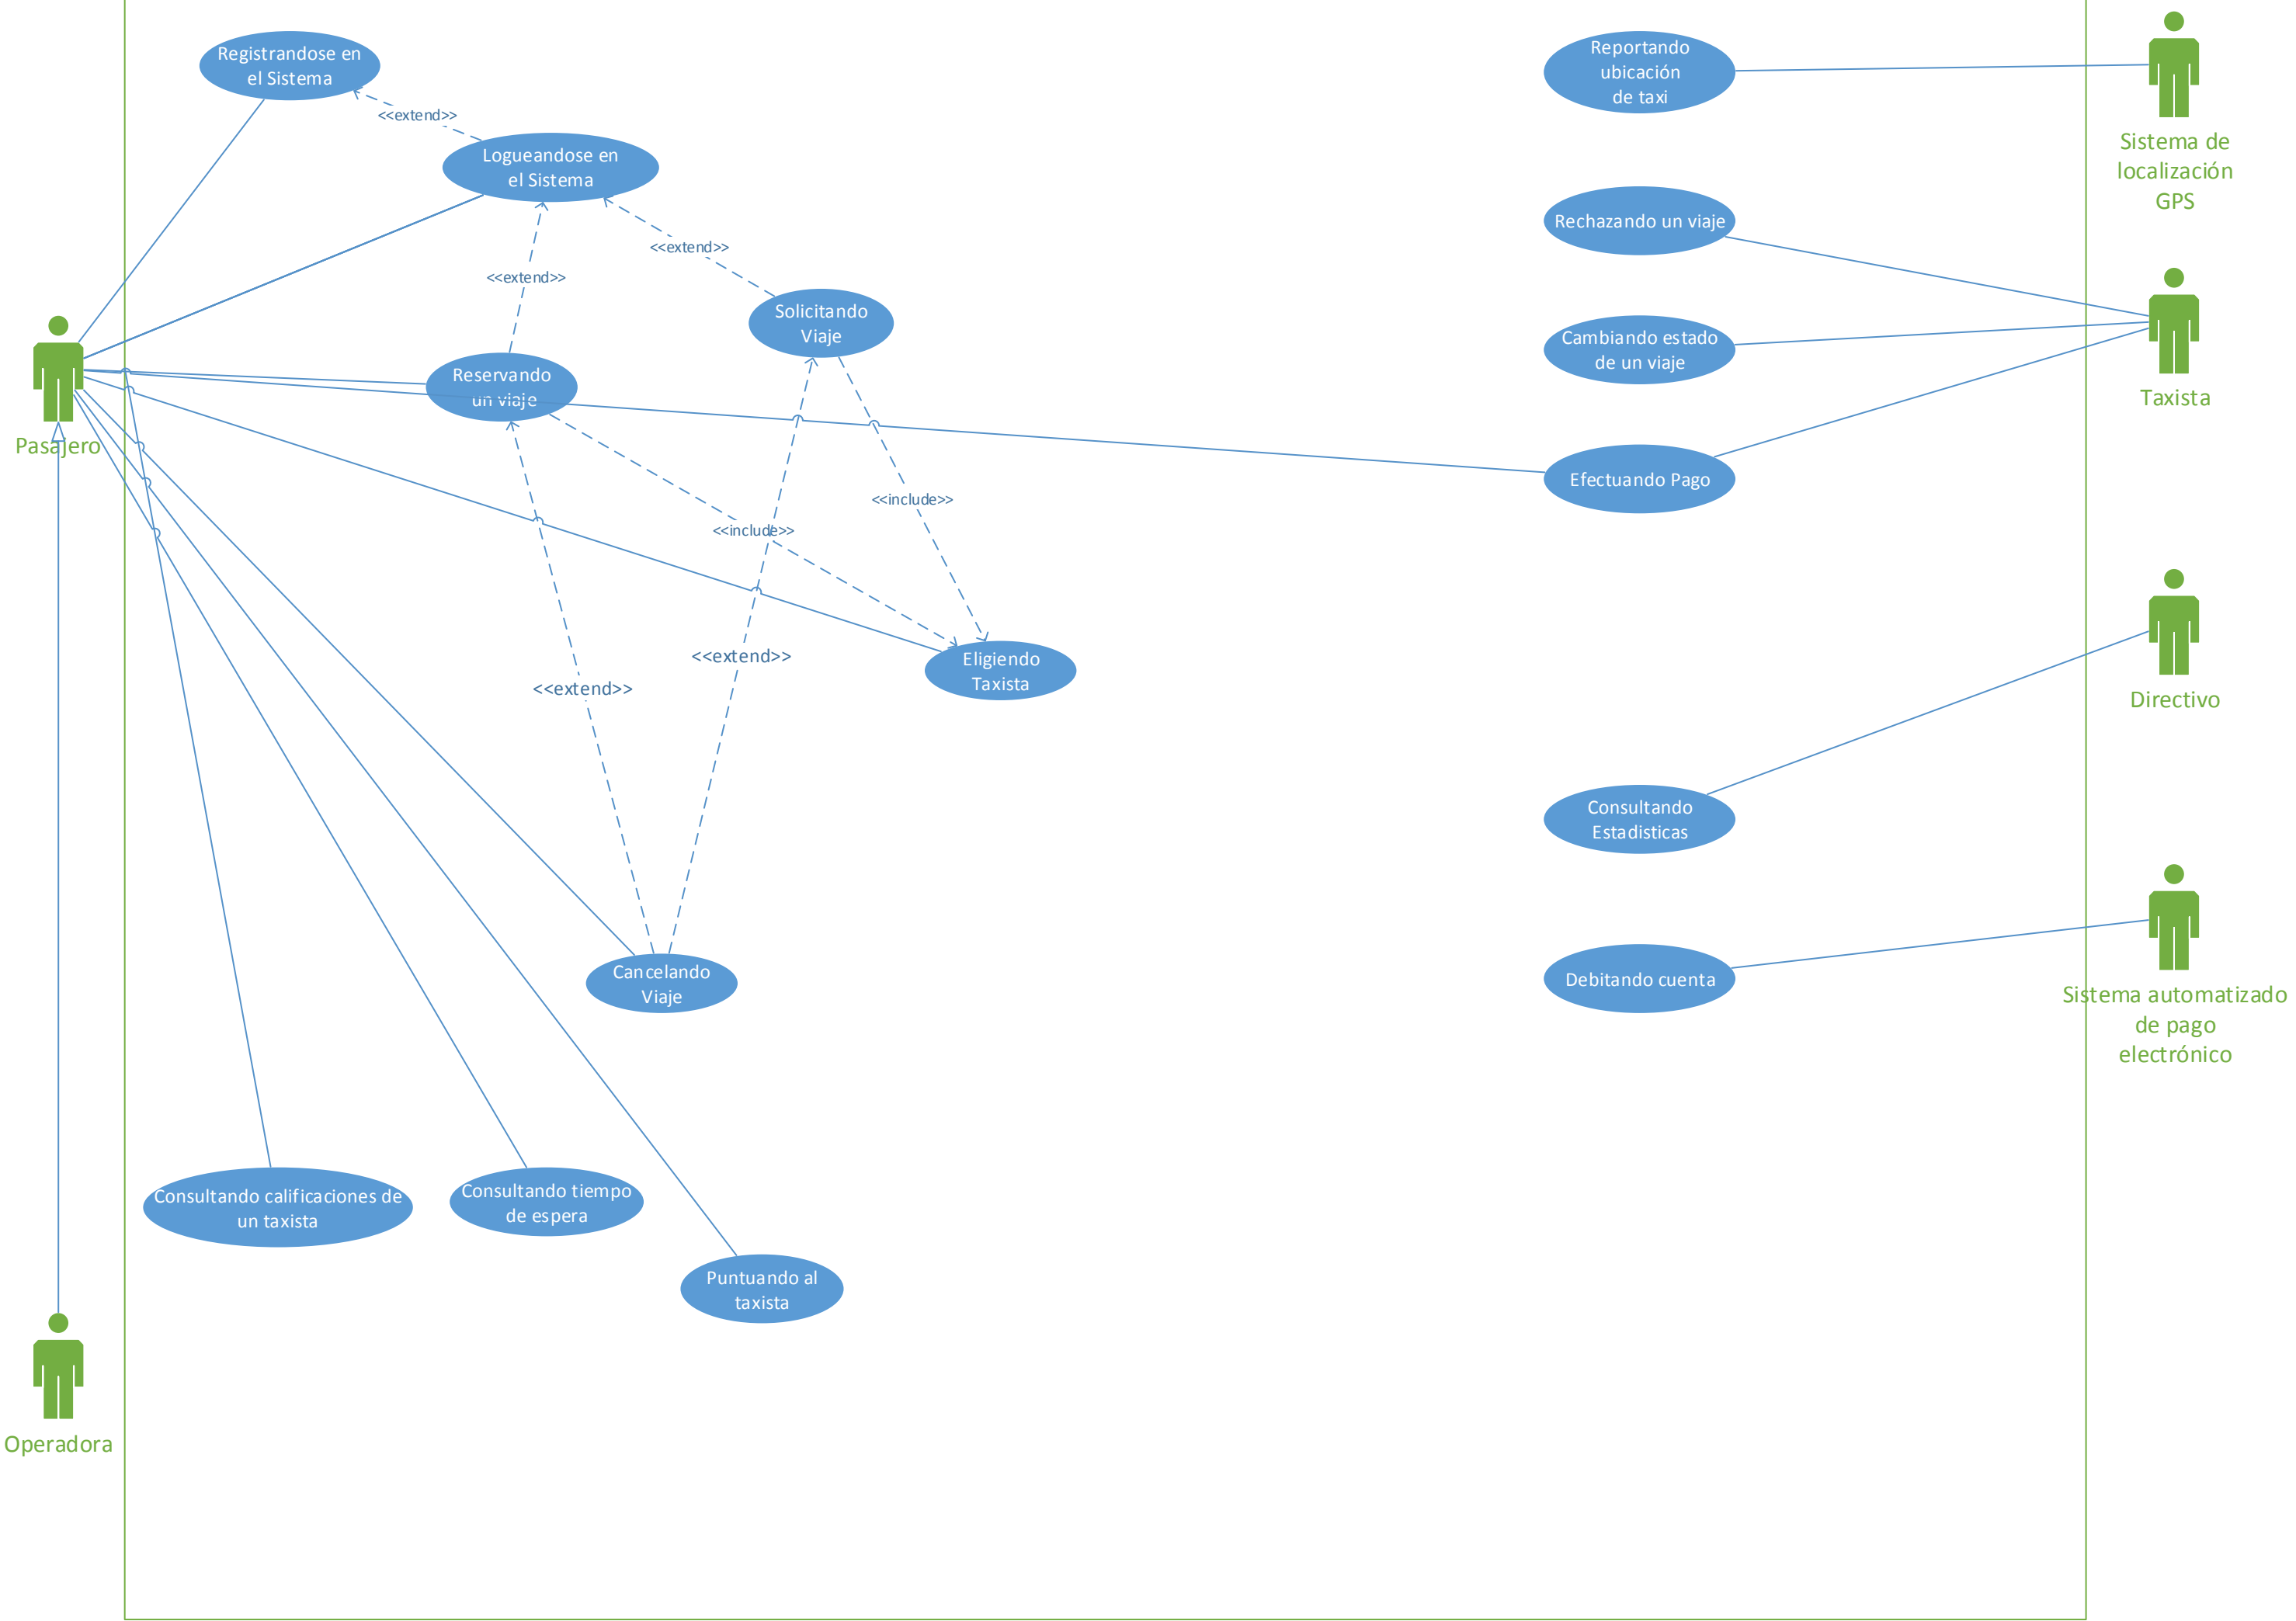 Registrandose en
el Sistema
<<extend>>
Logueandose en
el Sistema
<<extend>>
<<extend>>
Solicitando
Viaje
Reservando
un viaje
Pasajero
<<include>>
<<include>>
<<extend>>
<<extend>>
Eligiendo
Taxista
Cancelando
Viaje
Consultando calificaciones de
un taxista
Consultando tiempo
de espera
Puntuando al
taxista
Operadora
Reportando
ubicación
de taxi
Rechazando un viaje
Cambiando estado
de un viaje
Efectuando Pago
Consultando
Estadisticas
Debitando cuenta
Sistema de
localización
GPS
Taxista
Directivo
Sistema automatizado
de pago
electrónico